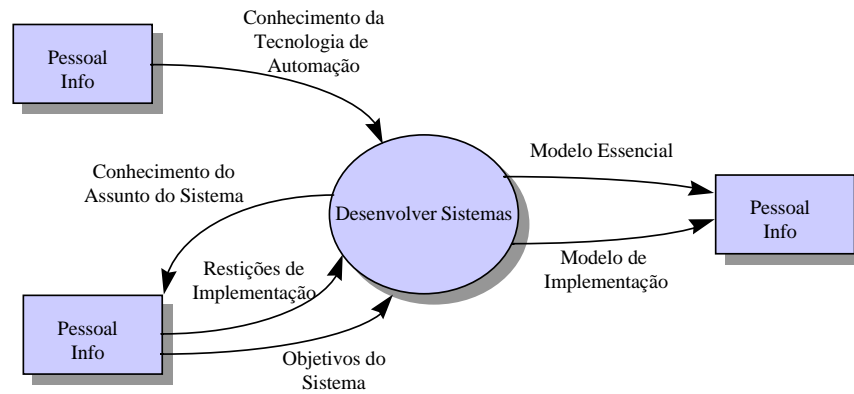 Conhecimento da
Tecnologia de
Automação
Pessoal
Info
Modelo Essencial
Conhecimento do
Assunto do Sistema
Desenvolver Sistemas
Pessoal
Info
Restições de
Implementação
Modelo de
Implementação
Pessoal
Info
Objetivos do
Sistema